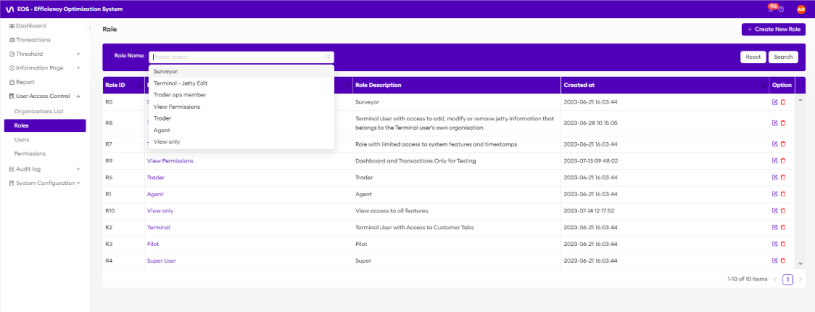 EOS - Efficiency Optimization System
96
AD
Dashboard
Transactions
Threshold
Information Page
Report
User Access Control
Organizations List
Roles
Users
Permissions
Audit log
System Configuration
Role
+ Create New Role
Role Name
Please select
Reset
Search
Surveyor
Terminal - Jetty Edit
Trader ops member
View Permissions
Trader
Agent
View only
Role ID
Role Description
Created at
Option
R5
Surveyor
2023-06-21 16:03:44
R8
Terminal User with access to add, modify or remove jetty information that
belongs to the Terminal user's own organisation.
2023-06-28 10:15:05
R7
Role with limited access to system features and timestamps
2023-06-21 16:03:44
R9
View Permissions
Dashboard and Transactions Only for Testing
2023-07-13 09:48:02
R6
Trader
Trader
2023-06-21 16:03:44
R1
Agent
Agent
2023-06-21 16:03:44
R10
View only
View access to all features.
2023-07-14 12:17:52
R2
Terminal
Terminal User with Access to Customer Tabs
2023-06-21 16:03:44
R3
Pilot
Pilot
2023-06-21 16:03:44
R4
Super User
Super
2023-06-21 16:03:44
1-10 of 10 items
1